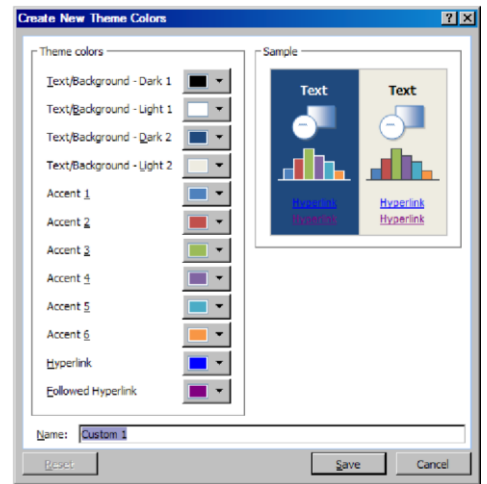 Create New Theme Colors
Theme colors
Text/Background - Dark 1
Text/Background - Light 1
Text/Background - Dark 2
Text/Background - Light 2
Accent 1
Accent 2
Accent 3
Accent 4
Accent 5
Accent 6
Hyperlink
Followed Hyperlink
Sample
Text Text
Hyperlink Hyperlink
Hyperlink Hyperlink
Name: Custom 1
Reset Save Cancel